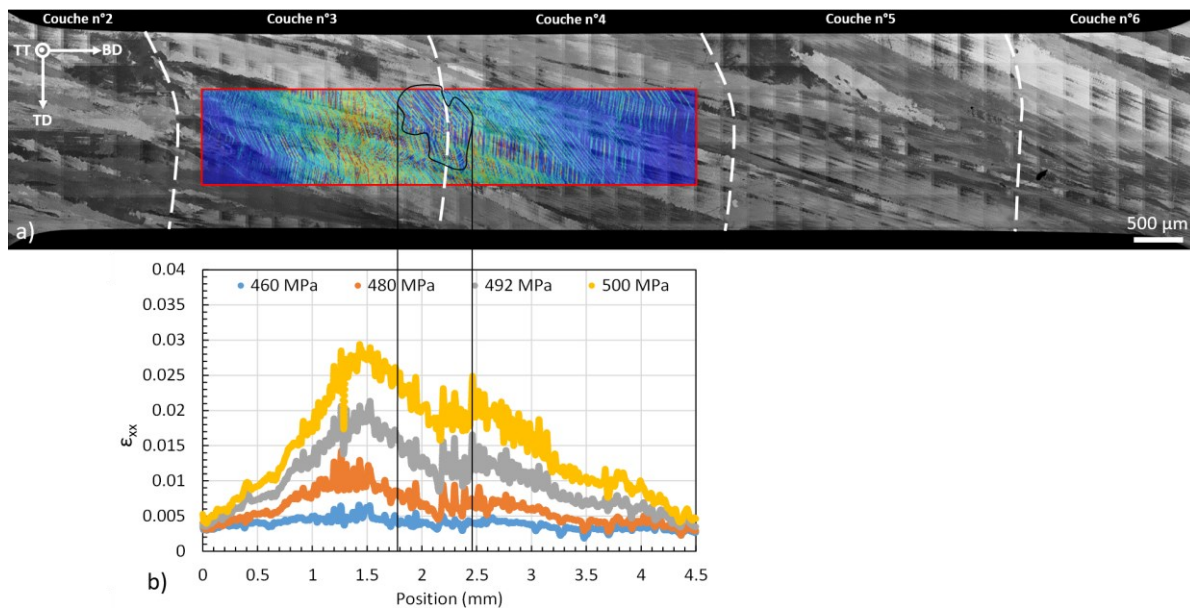 Couche n°2 Couche n°3 Couche n°4 Couche n°5 Couche n°6
TT BD
TD
a) 500 µm
0.04
460 MPa 480 MPa 492 MPa 500 MPa
0.035
0.03
0.025
0.02
εxx
0.015
0.01
0.005
0
b) 0 0.5 1 1.5 2 2.5 3 3.5 4 4.5
Position (mm)